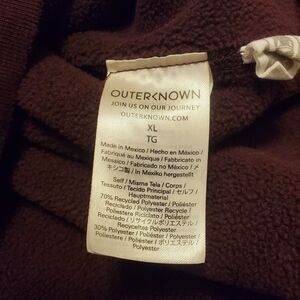 OUTERKNOWN
JOIN US ON OUR JOURNEY
OUTERKNOWN.COM
XL
TG
Made in Mexico / Hecho en México /
Fabriqué au Mexique / Fabbricato in
Messico / Fabricado no México / メ
キシコ製 / In Mexiko hergestellt
Self / Misma Tela / Corps /
Tessuto / Tecido Principal / セルフ /
Hauptmaterial
70% Recycled Polyester / Poliéster
Reciclado / Polyester Recyclé /
Poliestere Riciclato / Poliéster
Reciclado / リサイクルポリエステル /
Recyceltes Polyester
30% Polyester / Poliéster / Polyester /
Poliestere / Poliéster / ポリエステル /
Polyester